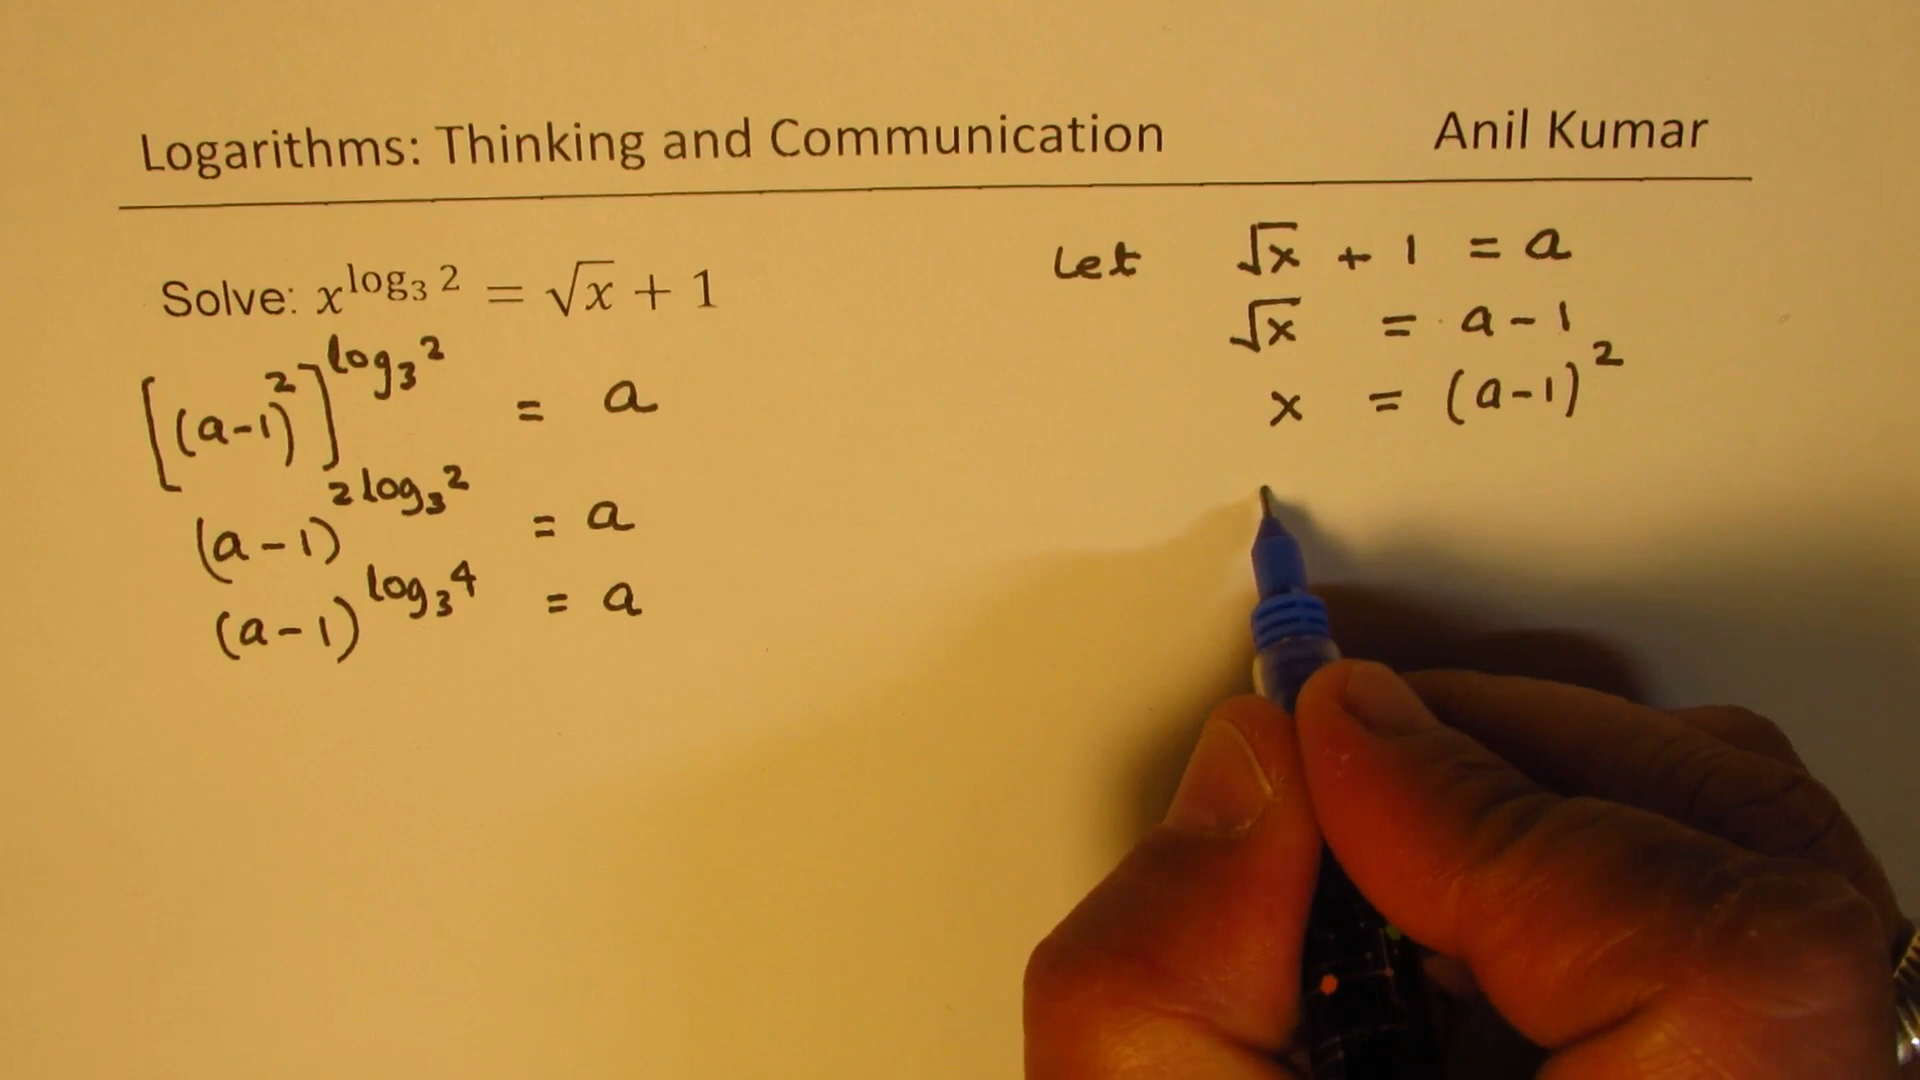 Logarithms: Thinking and Communication Anil Kumar
Solve: x^{log₃ 2} = √x + 1
[(a-1)²]^{log₃ 2} = a
(a-1)^{2 log₃ 2} = a
(a-1)^{log₃ 4} = a
Let √x + 1 = a
√x = a-1
x = (a-1)²